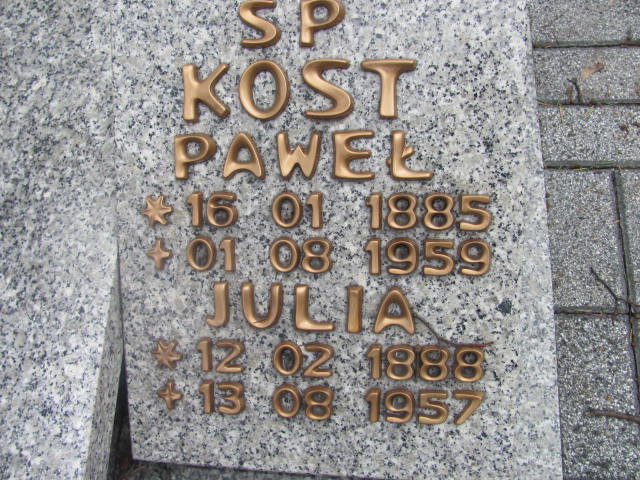 SP
KOST
PAWEŁ
* 16 01 1885
+ 01 08 1959
JULIA
* 12 02 1888
+ 13 08 1957